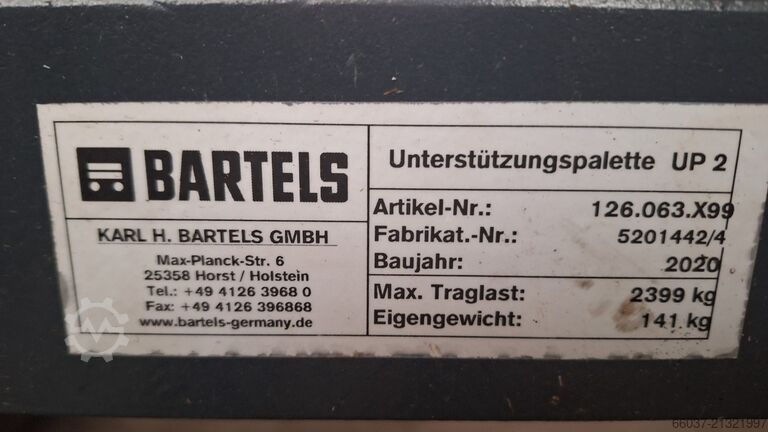 BARTELS
KARL H. BARTELS GMBH
Max-Planck-Str. 6
25358 Horst / Holstein
Tel.: +49 4126 3968 0
Fax: +49 4126 396868
www.bartels-germany.de
Unterstützungspalette UP 2
Artikel-Nr.: 126.063.X99
Fabrikat.-Nr.: 5201442/4
Baujahr: 2020
Max. Traglast: 2399 kg
Eigengewicht: 141 kg
66037-21321997